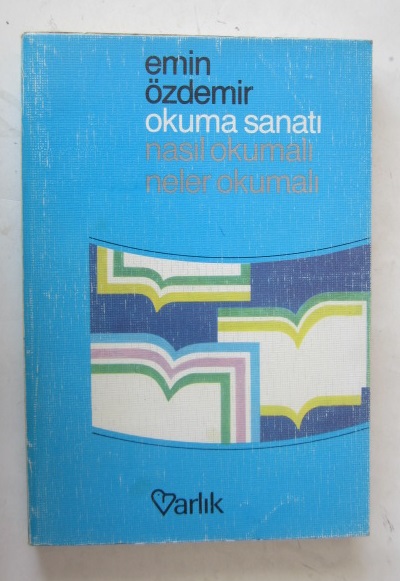 emin
özdemir
okuma sanatı
nasıl okumalı
neler okumalı
Varlık